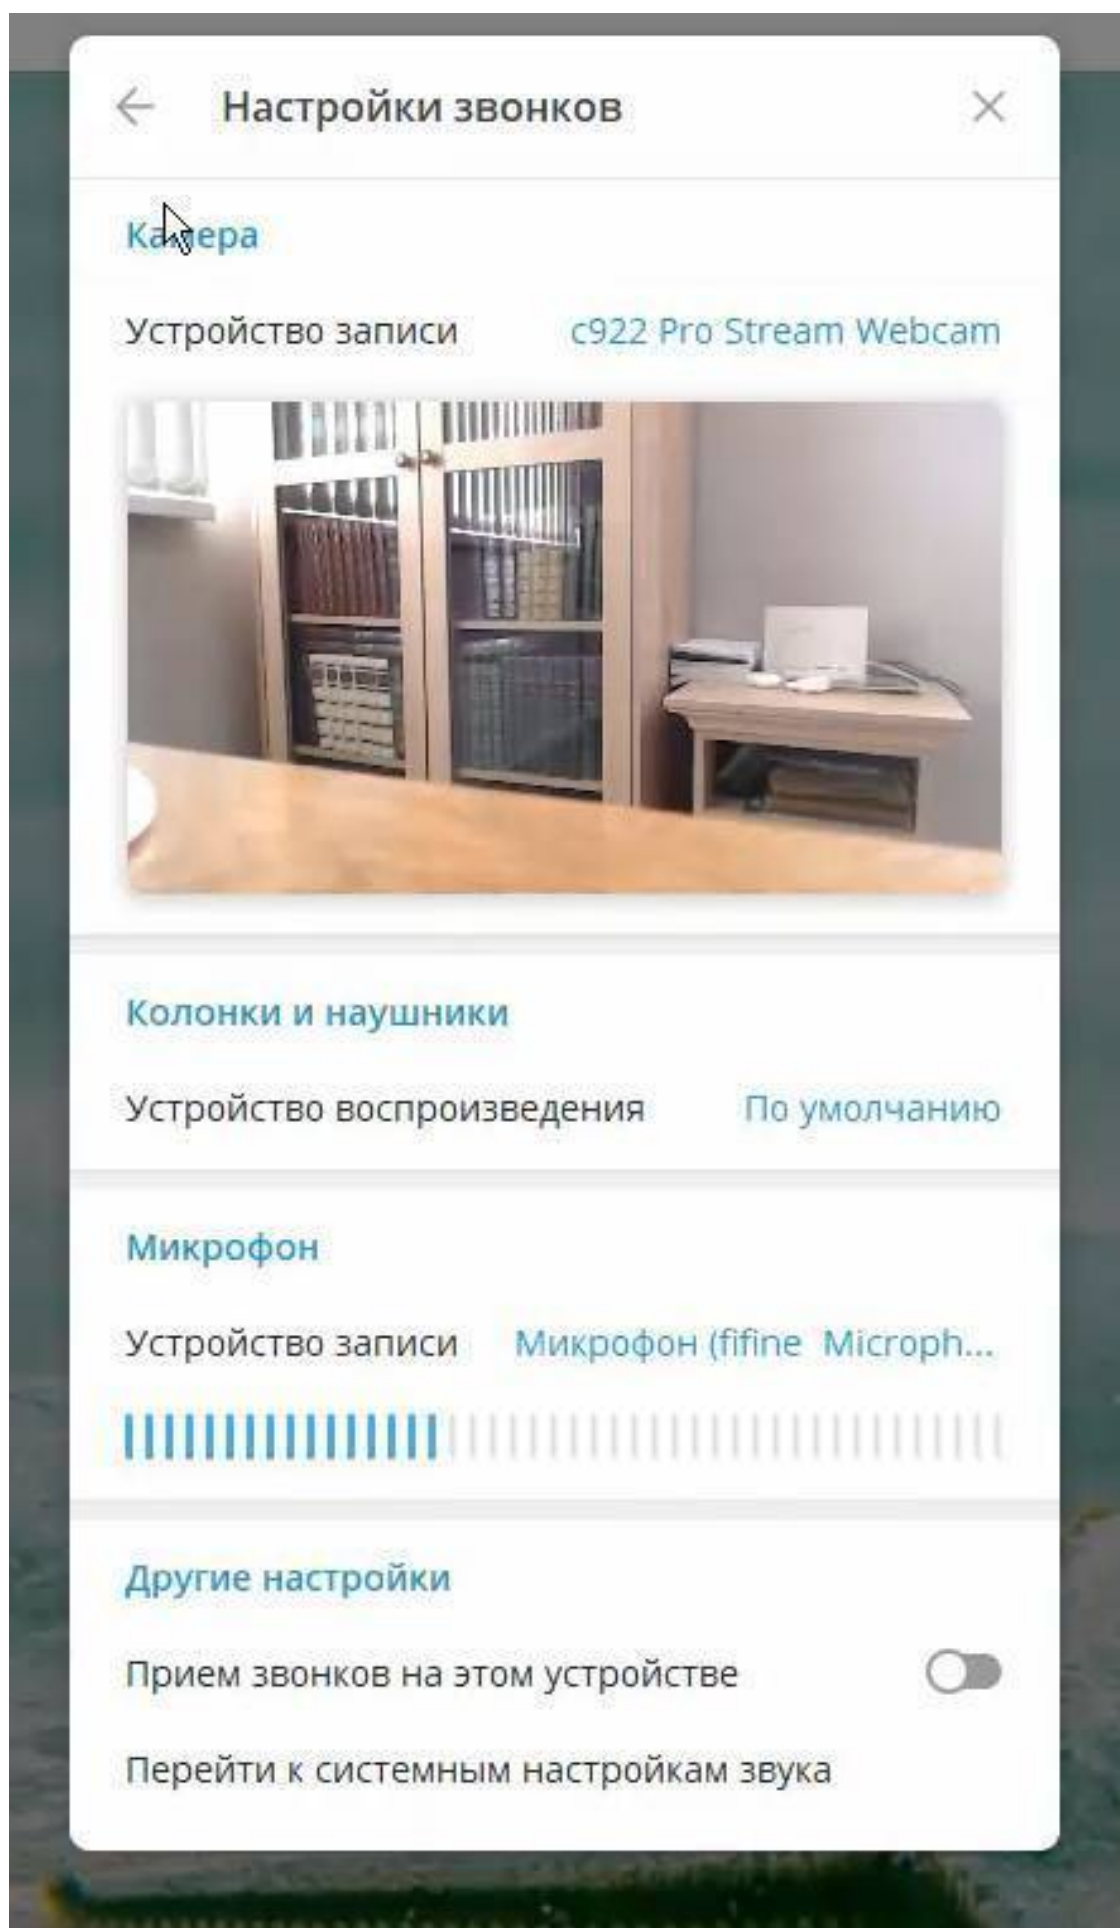 Настройки звонков
Камера
Устройство записи c922 Pro Stream Webcam
Колонки и наушники
Устройство воспроизведения По умолчанию
Микрофон
Устройство записи Микрофон (fifine Microph...
Другие настройки
Прием звонков на этом устройстве
Перейти к системным настройкам звука